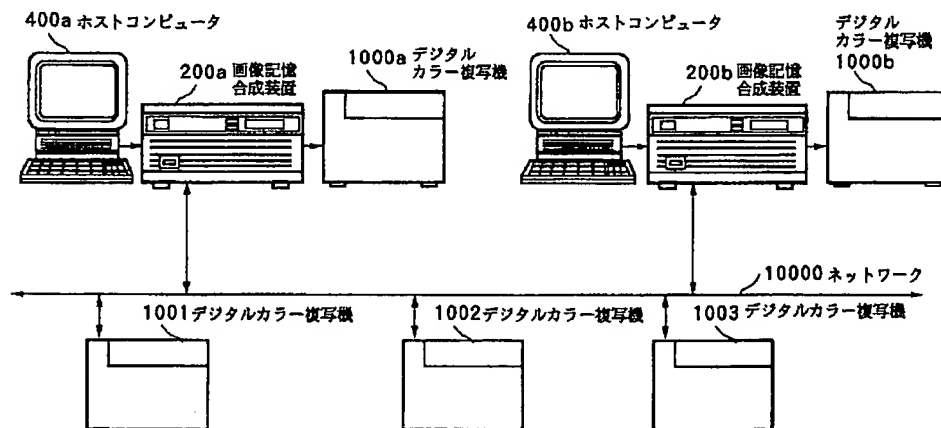 400a ホストコンピュータ
200a 画像記憶
合成装置
1000a デジタル
カラー複写機
400b ホストコンピュータ
200b 画像記憶
合成装置
デジタル
カラー複写機
1000b
10000 ネットワーク
1001 デジタルカラー複写機
1002 デジタルカラー複写機
1003 デジタルカラー複写機